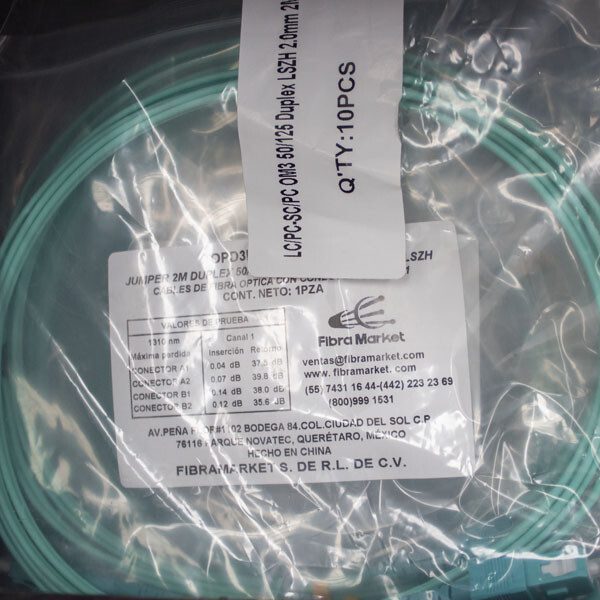 LC/PC-SC/PC OM3 50/125 Duplex LSZH 2.0mm 2M
Q'TY:10PCS
LSZH
JUMPER 2M DUPLEX
CABLES DE FIBRA OPTICA CON
CONT. NETO: 1PZA
VALORES DE PRUEBA
1310 nm Canal 1
Máxima perdida Inserción Retorno
CONECTOR A1 0.04 dB 37.5 dB
CONECTOR A2 0.07 dB 39.8 dB
CONECTOR B1 0.14 dB 38.0 dB
CONECTOR B2 0.12 dB 35.6 dB
Fibra Market
ventas@fibramarket.com
www.fibramarket.com
(55) 7431 16 44-(442) 223 23 69
(800)999 1531
AV.PEÑA BODEGA 84.COL.CIUDAD DEL SOL C.P
76116 PARQUE NOVATEC, QUERÉTARO, MÉXICO
HECHO EN CHINA
FIBRAMARKET S. DE R.L. DE C.V.